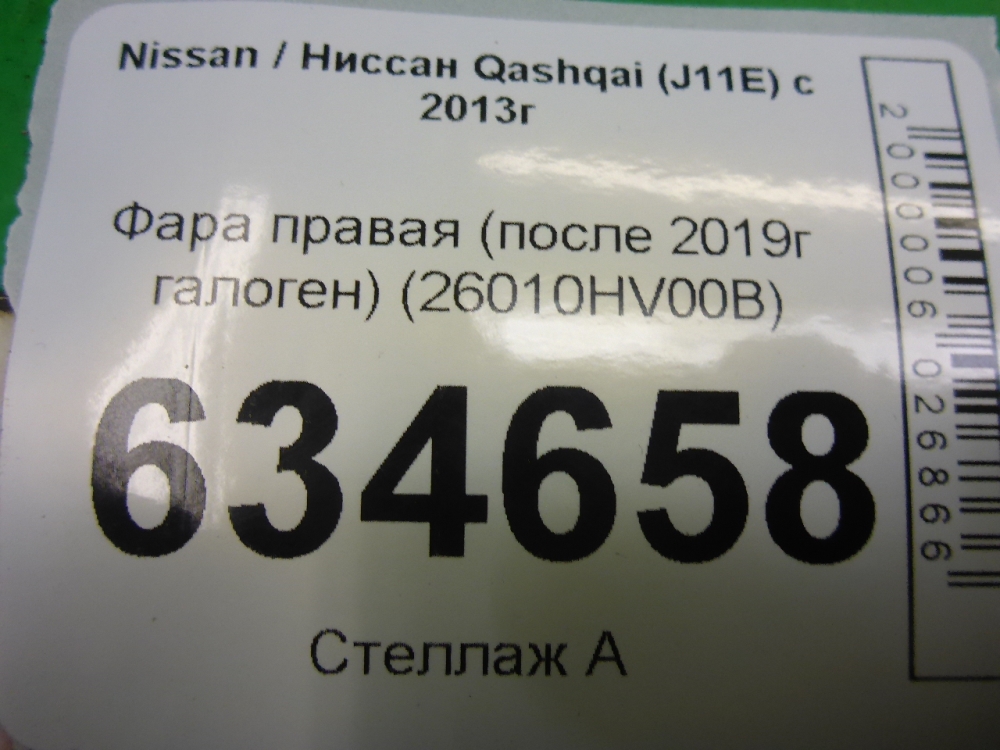 Nissan / Ниссан Qashqai (J11E) с
2013г
Фара правая (после 2019г
галоген) (26010HV00B)
634658
Стеллаж А
2000006026866